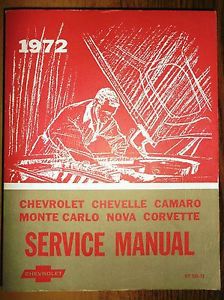 1972
CHEVROLET CHEVELLE CAMARO
MONTE CARLO NOVA CORVETTE
SERVICE MANUAL
CHEVROLET